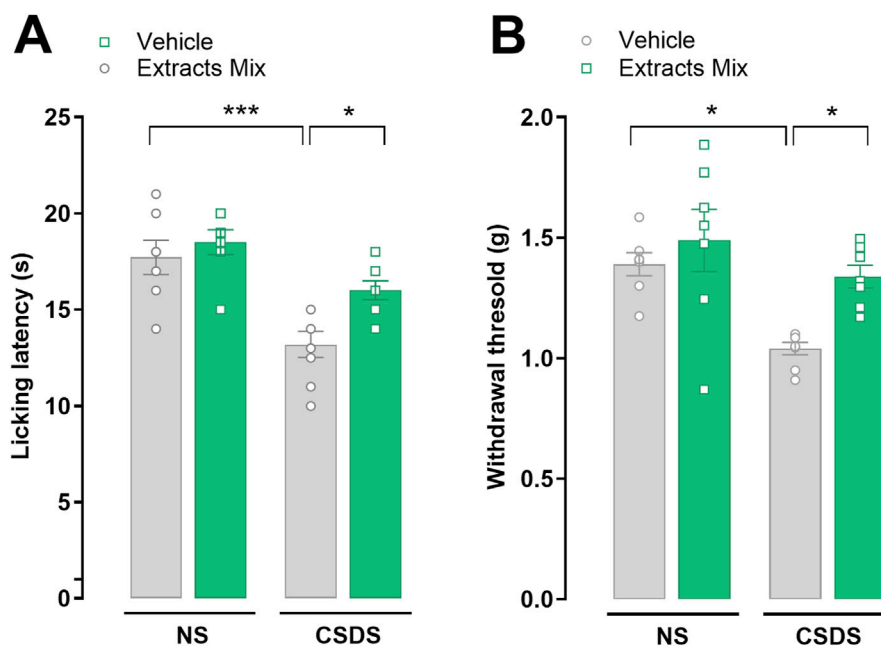 A
Vehicle
Extracts Mix
***
*
Licking latency (s)
25
20
15
10
5
0
NS
CSDS
B
Vehicle
Extracts Mix
*
*
Withdrawal thresold (g)
2.0
1.5
1.0
0.5
0.0
NS
CSDS